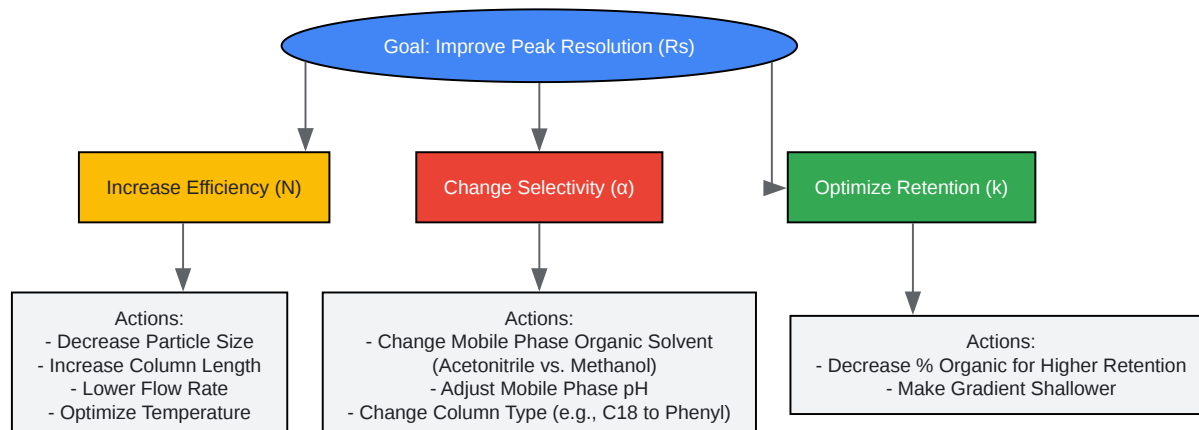 Goal: Improve Peak Resolution (Rs)
Increase Efficiency (N)
Change Selectivity (α)
Optimize Retention (k)
Actions:
- Decrease Particle Size
- Increase Column Length
- Lower Flow Rate
- Optimize Temperature
Actions:
- Change Mobile Phase Organic Solvent
(Acetonitrile vs. Methanol)
- Adjust Mobile Phase pH
- Change Column Type (e.g., C18 to Phenyl)
Actions:
- Decrease % Organic for Higher Retention
- Make Gradient Shallower